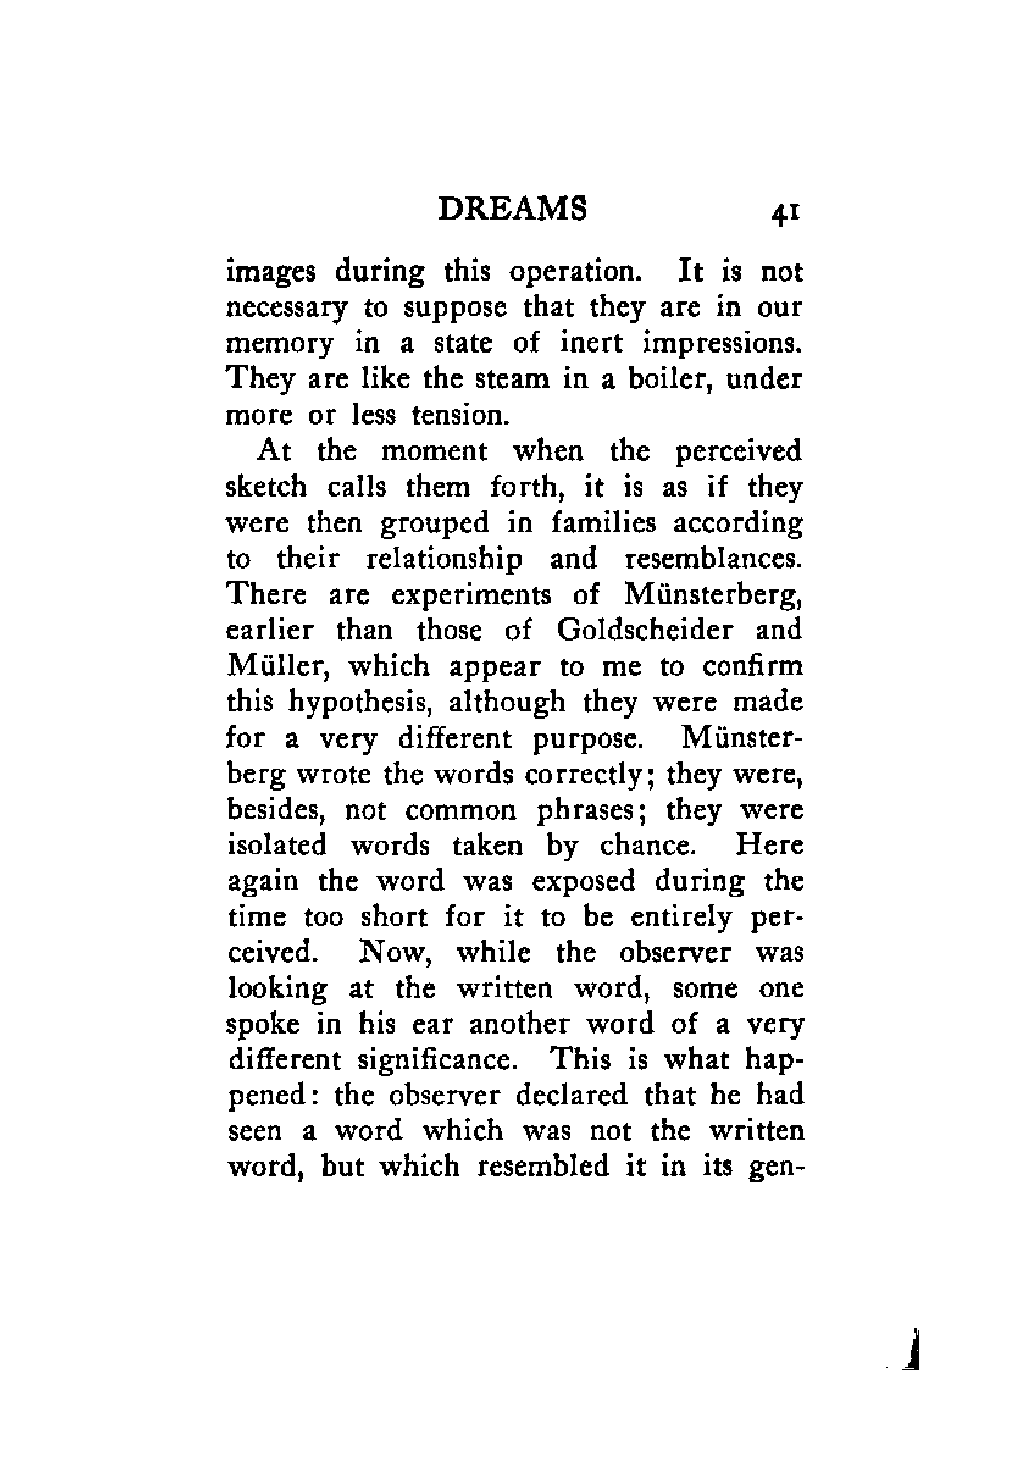 DREAMS 41
images during this operation. It is not
necessary to suppose that they are in our
memory in a state of inert impressions.
They are like the steam in a boiler, under
more or less tension.
At the moment when the perceived
sketch calls them forth, it is as if they
were then grouped in families according
to their relationship and resemblances.
There are experiments of Münsterberg,
earlier than those of Goldscheider and
Müller, which appear to me to confirm
this hypothesis, although they were made
for a very different purpose. Münster-
berg wrote the words correctly; they were,
besides, not common phrases; they were
isolated words taken by chance. Here
again the word was exposed during the
time too short for it to be entirely per-
ceived. Now, while the observer was
looking at the written word, some one
spoke in his ear another word of a very
different significance. This is what hap-
pened: the observer declared that he had
seen a word which was not the written
word, but which resembled it in its gen-